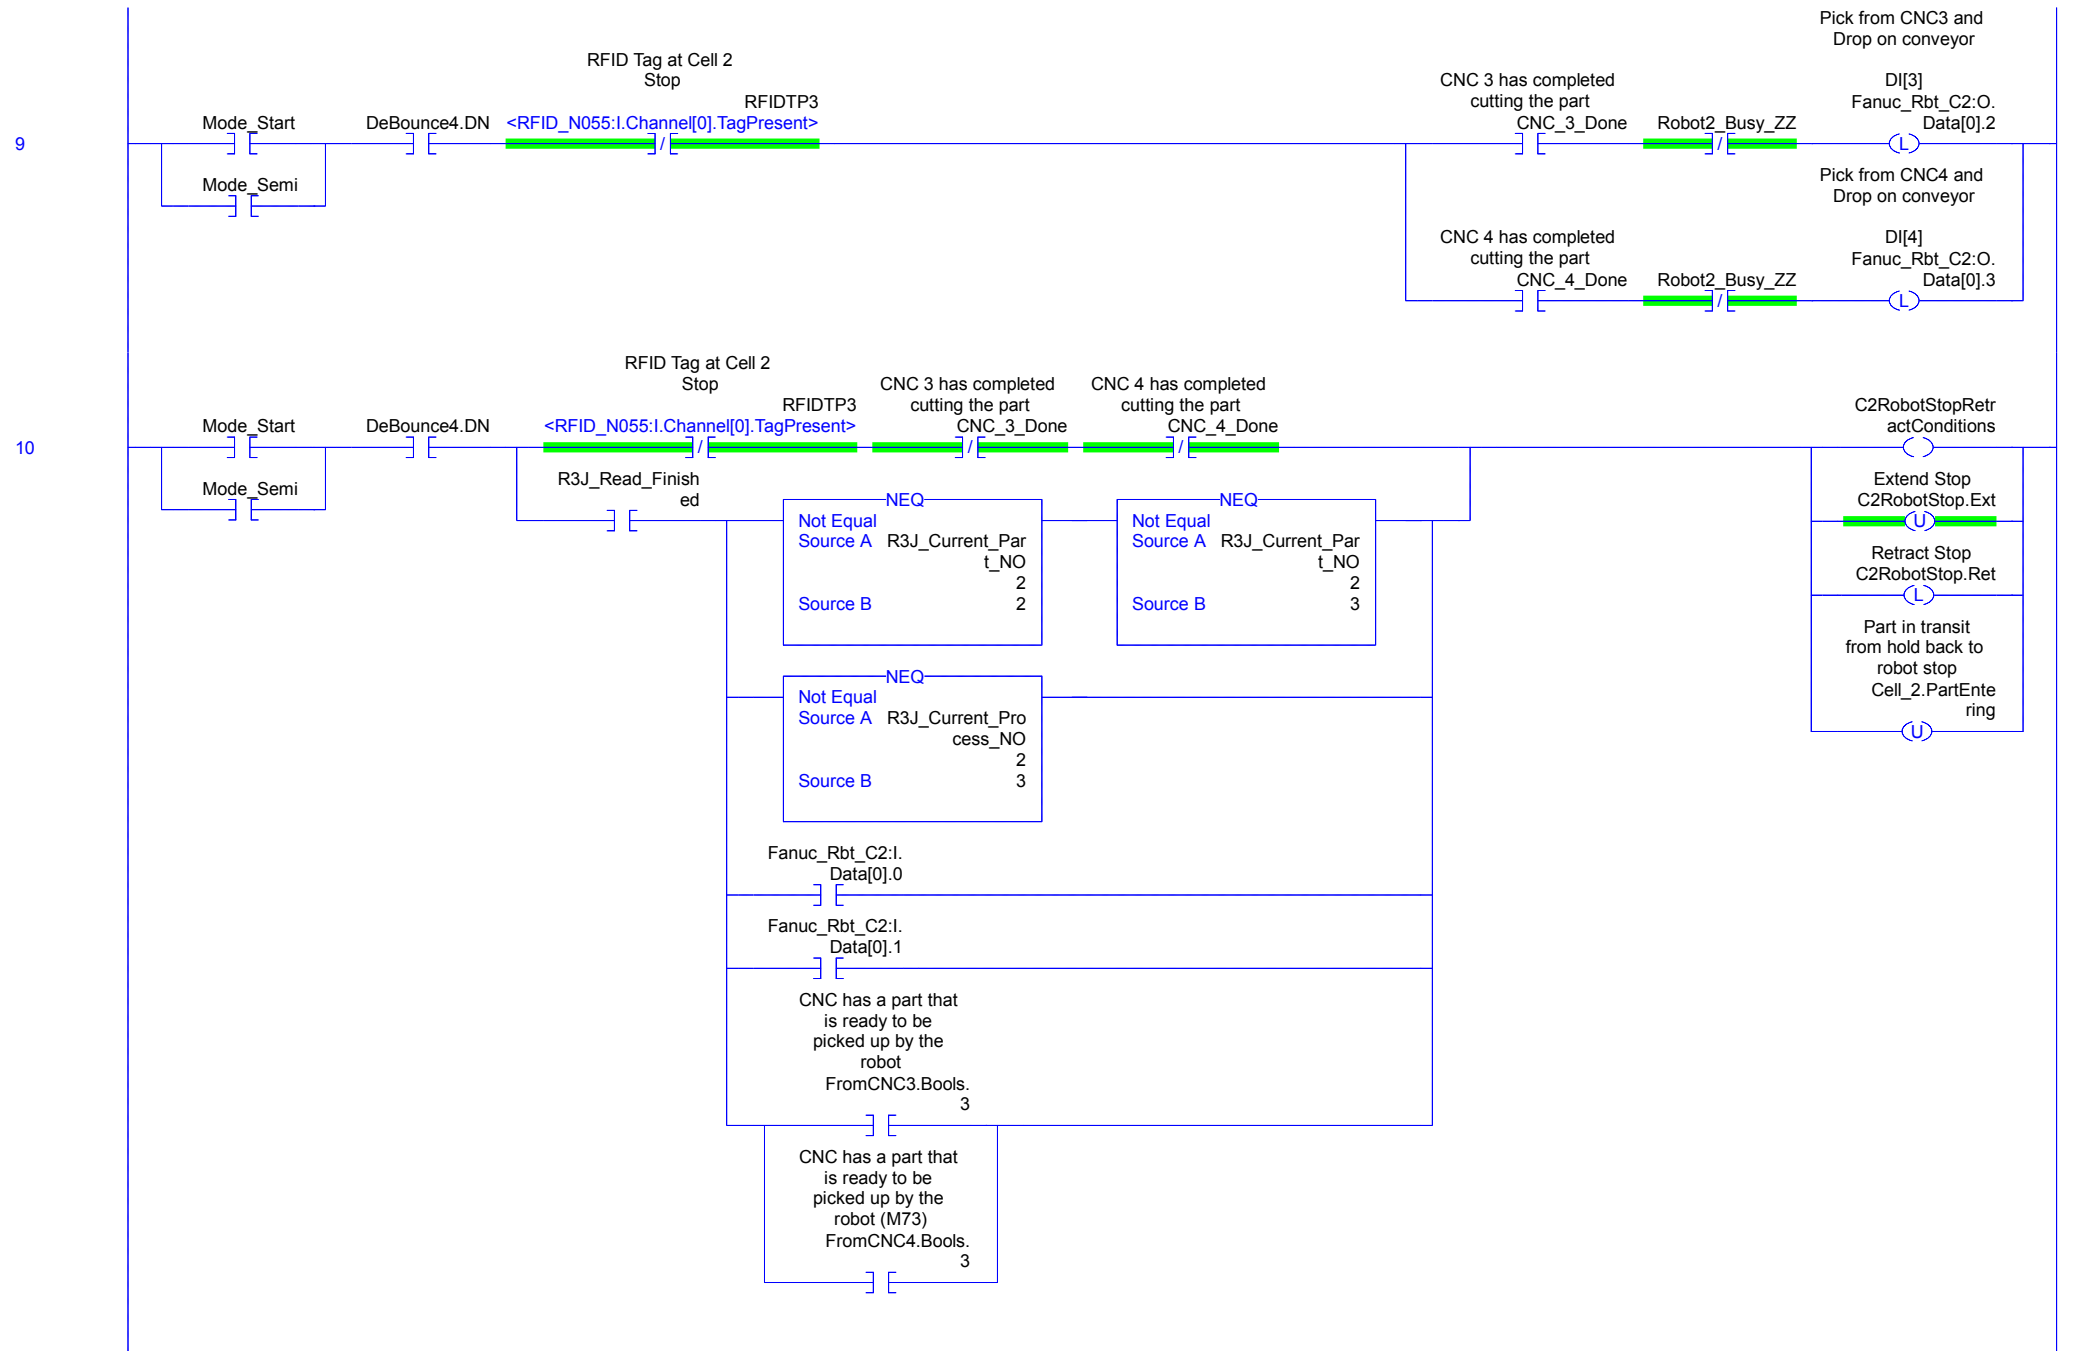 Pick from CNC3 and
Drop on conveyor
RFID Tag at Cell 2
Stop
CNC 3 has completed
cutting the part
DI[3]
RFIDTP3
Fanuc_Rbt_C2:O.
9
Mode_Start
DeBounce4.DN
<RFID_N055:I.Channel[0].TagPresent>
/
CNC_3_Done
Robot2_Busy_ZZ
/
Data[0].2
L
Mode_Semi
Pick from CNC4 and
Drop on conveyor
CNC 4 has completed
cutting the part
DI[4]
Fanuc_Rbt_C2:O.
CNC_4_Done
Robot2_Busy_ZZ
/
Data[0].3
L
RFID Tag at Cell 2
Stop
CNC 3 has completed
cutting the part
CNC 4 has completed
cutting the part
RFIDTP3
C2RobotStopRetr
actConditions
10
Mode_Start
DeBounce4.DN
<RFID_N055:I.Channel[0].TagPresent>
/
CNC_3_Done
/
CNC_4_Done
/
Mode_Semi
R3J_Read_Finish
ed
Extend Stop
C2RobotStop.Ext
U
NEQ
Not Equal
Source A R3J_Current_Par
t_NO
2
Source B 2
NEQ
Not Equal
Source A R3J_Current_Par
t_NO
2
Source B 3
Retract Stop
C2RobotStop.Ret
L
Part in transit
from hold back to
robot stop
Cell_2.PartEnte
ring
U
NEQ
Not Equal
Source A R3J_Current_Pro
cess_NO
2
Source B 3
Fanuc_Rbt_C2:I.
Data[0].0
Fanuc_Rbt_C2:I.
Data[0].1
CNC has a part that
is ready to be
picked up by the
robot
FromCNC3.Bools.
3
CNC has a part that
is ready to be
picked up by the
robot (M73)
FromCNC4.Bools.
3